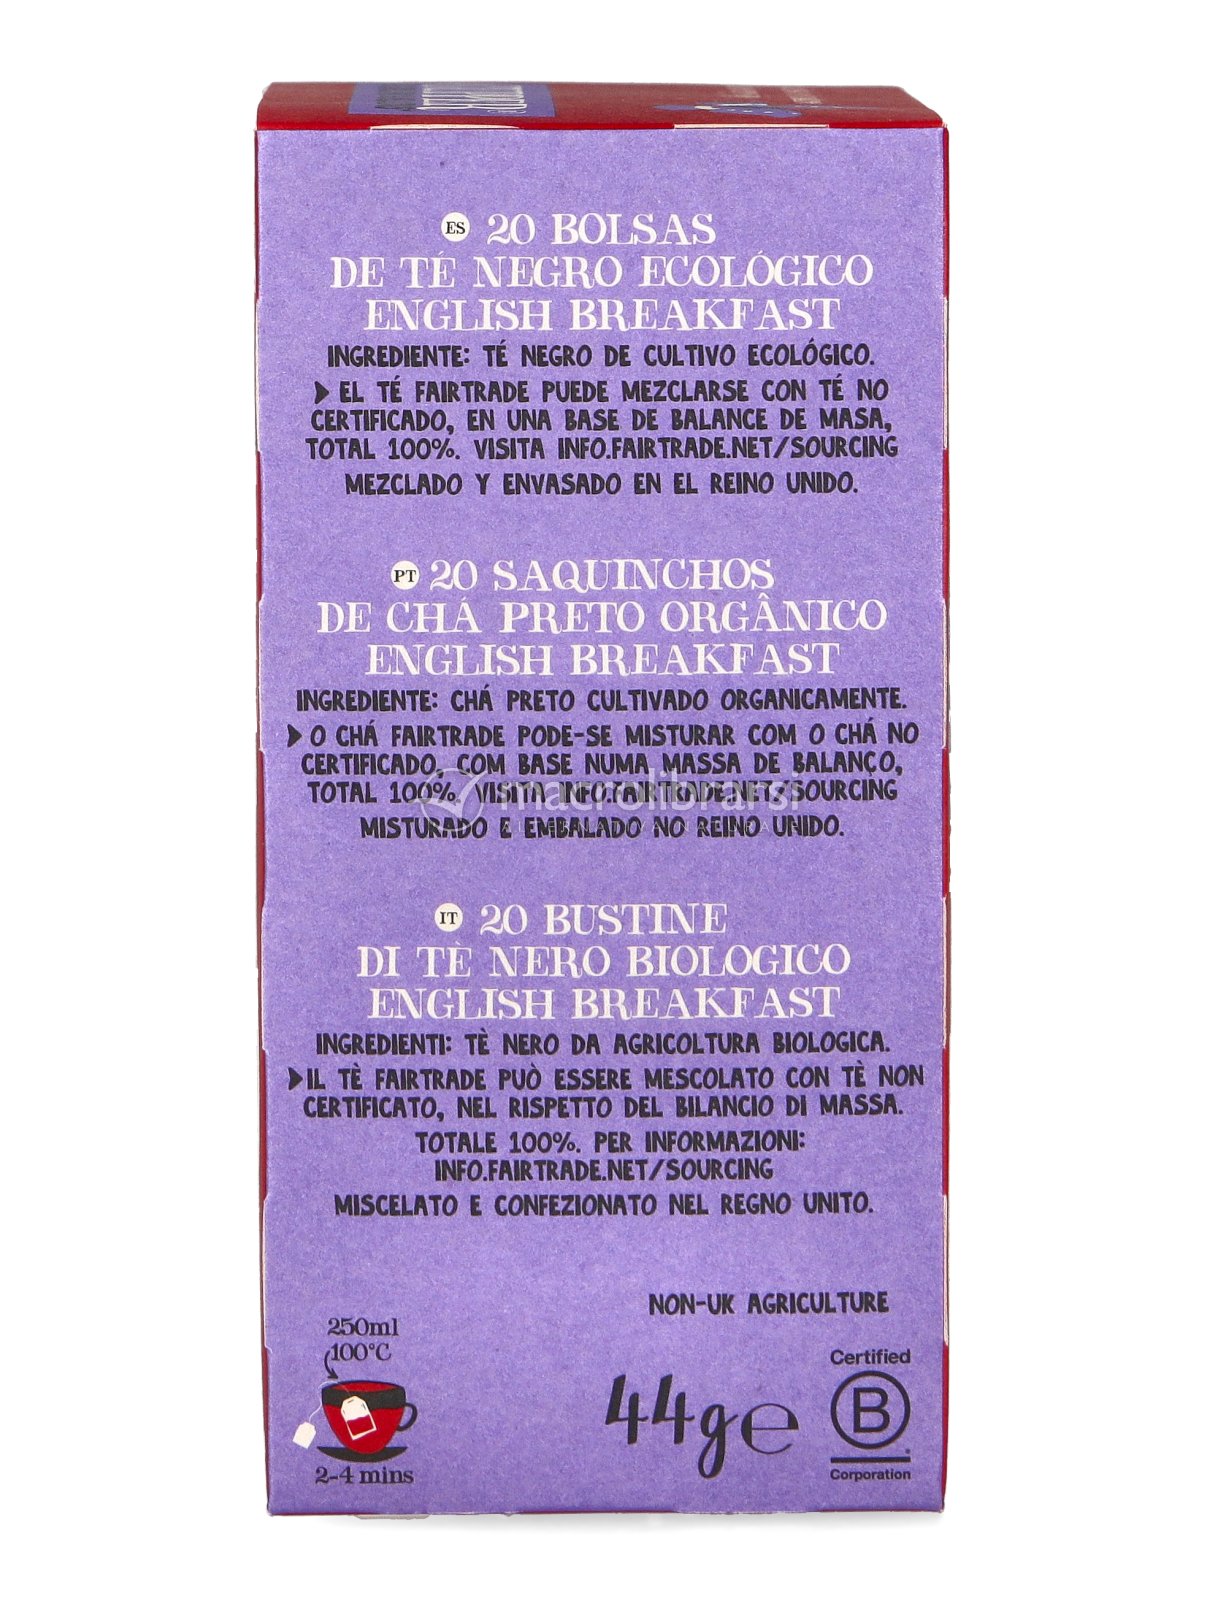 ES 20 BOLSAS
DE TÉ NEGRO ECOLÓGICO
ENGLISH BREAKFAST
INGREDIENTE: TÉ NEGRO DE CULTIVO ECOLÓGICO.
EL TÉ FAIRTRADE PUEDE MEZCLARSE CON TÉ NO
CERTIFICADO, EN UNA BASE DE BALANCE DE MASA,
TOTAL 100%. VISITA INFO.FAIRTRADE.NET/SOURCING
MEZCLADO Y ENVASADO EN EL REINO UNIDO.
PT 20 SAQUINCHOS
DE CHÁ PRETO ORGÂNICO
ENGLISH BREAKFAST
INGREDIENTE: CHÁ PRETO CULTIVADO ORGANICAMENTE.
O CHÁ FAIRTRADE PODE-SE MISTURAR COM O CHÁ NO
CERTIFICADO, COM BASE NUMA MASSA DE BALANÇO,
TOTAL 100%. VISITA INFO.FAIRTRADE.NET/SOURCING
macrolibrarsi
MISTURADO E EMBALADO NO REINO UNIDO.
IT 20 BUSTINE
DI TÈ NERO BIOLOGICO
ENGLISH BREAKFAST
INGREDIENTI: TÈ NERO DA AGRICOLTURA BIOLOGICA.
IL TÈ FAIRTRADE PUÒ ESSERE MESCOLATO CON TÈ NON
CERTIFICATO, NEL RISPETTO DEL BILANCIO DI MASSA.
TOTALE 100%. PER INFORMAZIONI:
INFO.FAIRTRADE.NET/SOURCING
MISCELATO E CONFEZIONATO NEL REGNO UNITO.
NON-UK AGRICULTURE
250ml
100°C
2-4 mins
44g e
Certified
B
Corporation